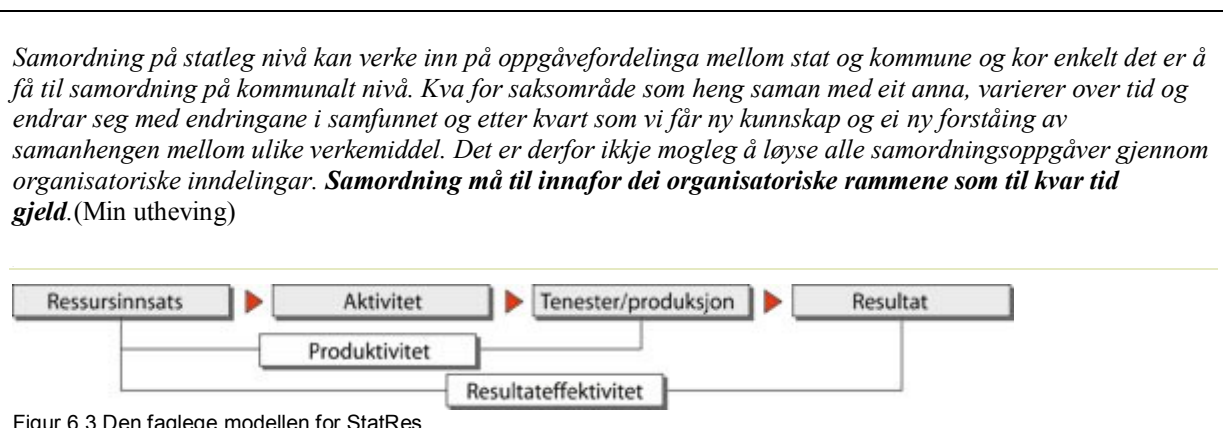 Samordning på statleg nivå kan verke inn på oppgåvefordelinga mellom stat og kommune og kor enkelt det er å
få til samordning på kommunalt nivå. Kva for saksområde som heng saman med eit anna, varierer over tid og
endrar seg med endringane i samfunnet og etter kvart som vi får ny kunnskap og ei ny forståing av
samanhengen mellom ulike verkemiddel. Det er derfor ikkje mogleg å løyse alle samordningsoppgåver gjennom
organisatoriske inndelingar. Samordning må til innafor dei organisatoriske rammene som til kvar tid
gjeld.(Min utheving)
Ressursinnsats Aktivitet Tenester/produksjon Resultat
Produktivitet
Resultateffektivitet
Figur 6.3 Den faglege modellen for StatRes